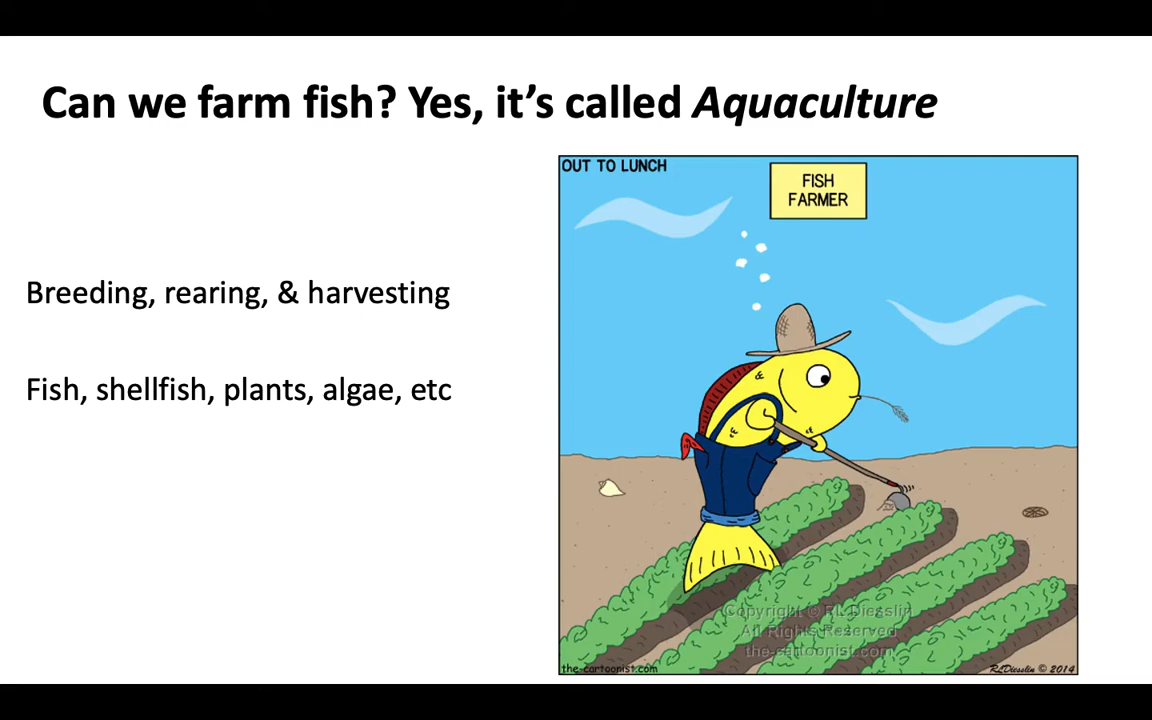 Can we farm fish? Yes, it's called Aquaculture
Breeding, rearing, & harvesting
Fish, shellfish, plants, algae, etc
OUT TO LUNCH
FISH
FARMER
Copyright © RL Diesslin
All Rights Reserved
the-cartoonist.com
the-cartoonist.com
RLDiesslin © 2014